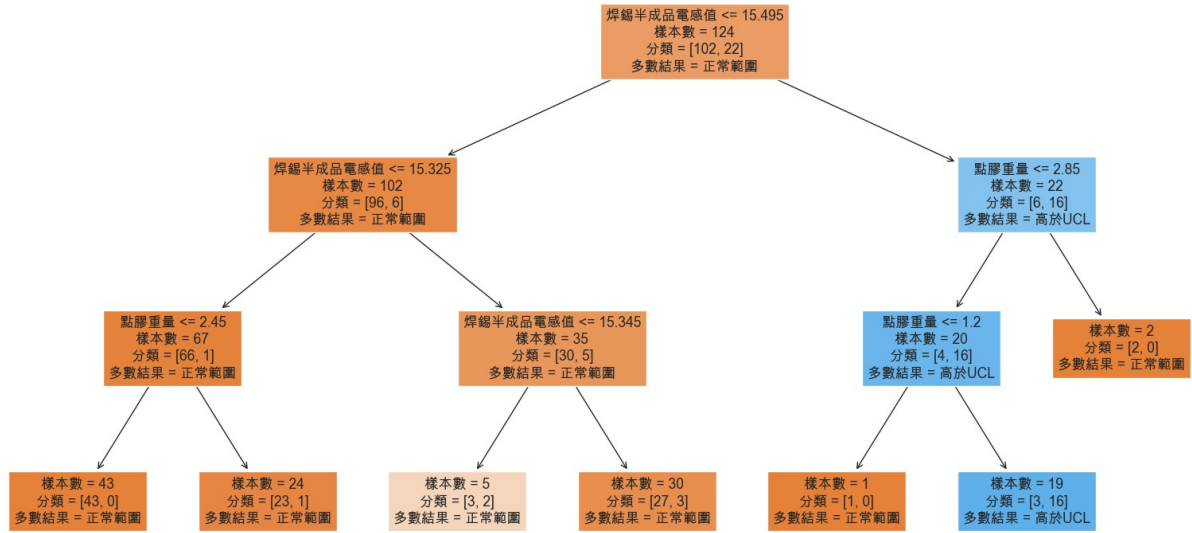 焊錫半成品電感值 <= 15.495
樣本數 = 124
分類 = [102, 22]
多數結果 = 正常範圍
焊錫半成品電感值 <= 15.325
樣本數 = 102
分類 = [96, 6]
多數結果 = 正常範圍
點膠重量 <= 2.85
樣本數 = 22
分類 = [6, 16]
多數結果 = 高於UCL
點膠重量 <= 2.45
樣本數 = 67
分類 = [66, 1]
多數結果 = 正常範圍
焊錫半成品電感值 <= 15.345
樣本數 = 35
分類 = [30, 5]
多數結果 = 正常範圍
點膠重量 <= 1.2
樣本數 = 20
分類 = [4, 16]
多數結果 = 高於UCL
樣本數 = 2
分類 = [2, 0]
多數結果 = 正常範圍
樣本數 = 43
分類 = [43, 0]
多數結果 = 正常範圍
樣本數 = 24
分類 = [23, 1]
多數結果 = 正常範圍
樣本數 = 5
分類 = [3, 2]
多數結果 = 正常範圍
樣本數 = 30
分類 = [27, 3]
多數結果 = 正常範圍
樣本數 = 1
分類 = [1, 0]
多數結果 = 正常範圍
樣本數 = 19
分類 = [3, 16]
多數結果 = 高於UCL